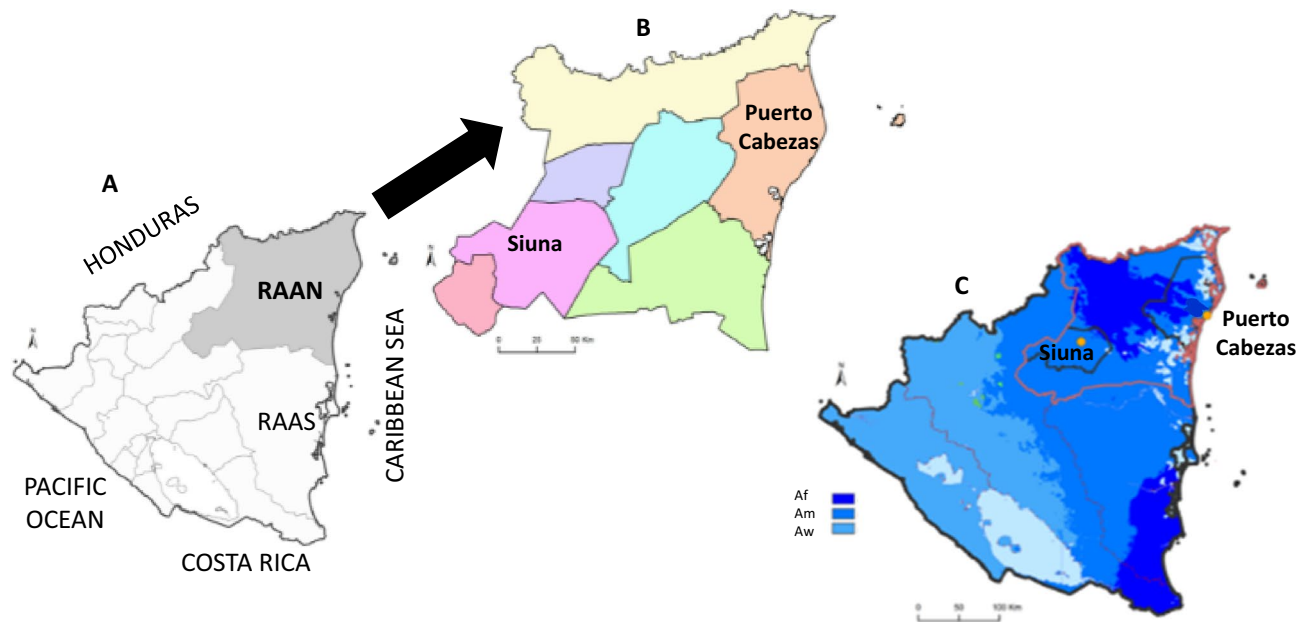 A
HONDURAS
RAAN
N
RAAS
CARIBBEAN SEA
PACIFIC
OCEAN
COSTA RICA
B
Puerto
Cabezas
Siuna
N
0 25 50 Km
C
Siuna
Puerto
Cabezas
N
Af
Am
Aw
0 50 100 Km